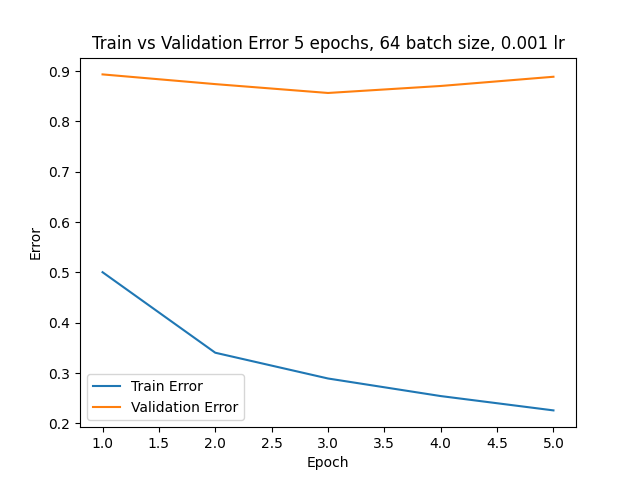 Train vs Validation Error 5 epochs, 64 batch size, 0.001 lr
0.9
0.8
0.7
0.6
0.5
0.4
0.3
0.2
Error
Train Error
Validation Error
1.0 1.5 2.0 2.5 3.0 3.5 4.0 4.5 5.0
Epoch